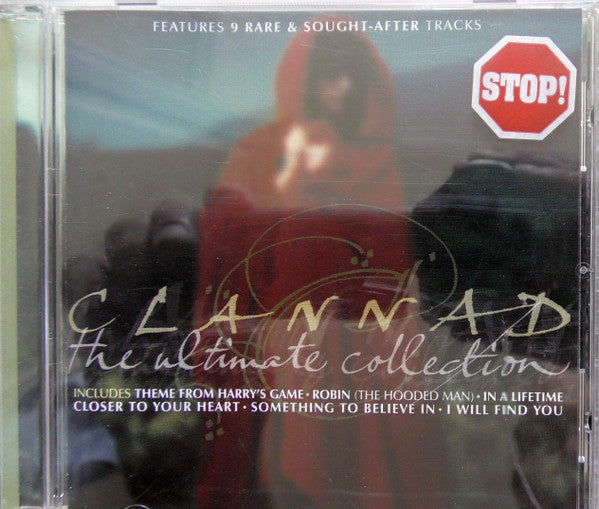 FEATURES 9 RARE & SOUGHT-AFTER TRACKS
STOP!
CLANNAD
the ultimate collection
INCLUDES THEME FROM HARRY'S GAME · ROBIN (THE HOODED MAN) · IN A LIFETIME
CLOSER TO YOUR HEART · SOMETHING TO BELIEVE IN · I WILL FIND YOU